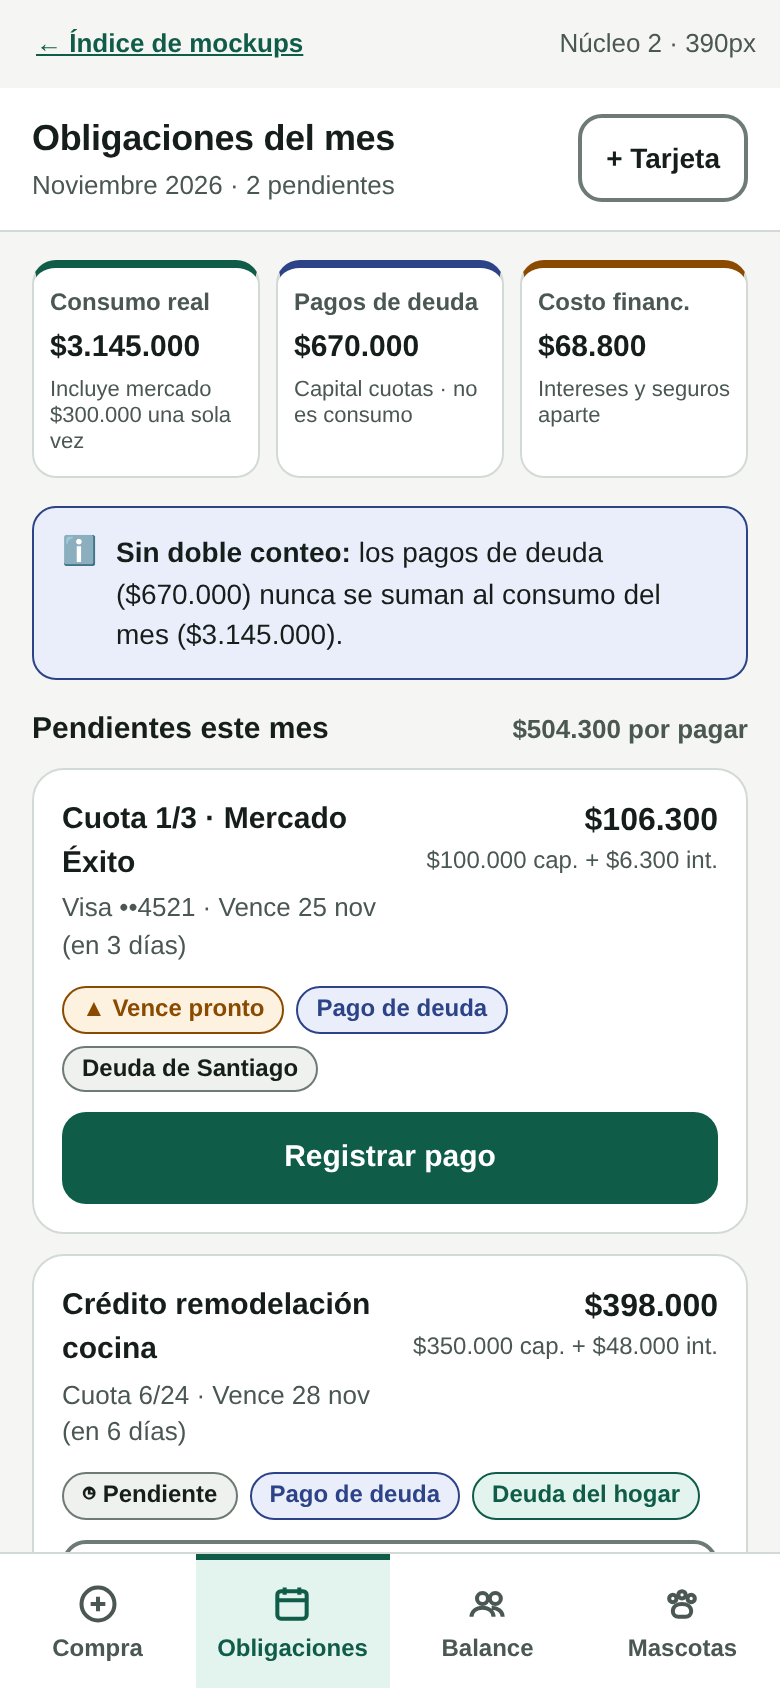 ← Índice de mockups
Núcleo 2 · 390px
Obligaciones del mes
Noviembre 2026 · 2 pendientes
+ Tarjeta
Consumo real
$3.145.000
Incluye mercado
$300.000 una sola
vez
Pagos de deuda
$670.000
Capital cuotas · no
es consumo
Costo financ.
$68.800
Intereses y seguros
aparte
Sin doble conteo: los pagos de deuda
($670.000) nunca se suman al consumo del
mes ($3.145.000).
Pendientes este mes
$504.300 por pagar
Cuota 1/3 · Mercado
Éxito
$106.300
$100.000 cap. + $6.300 int.
Visa ••4521 · Vence 25 nov
(en 3 días)
▲ Vence pronto
Pago de deuda
Deuda de Santiago
Registrar pago
Crédito remodelación
cocina
$398.000
$350.000 cap. + $48.000 int.
Cuota 6/24 · Vence 28 nov
(en 6 días)
Pendiente
Pago de deuda
Deuda del hogar
Compra
Obligaciones
Balance
Mascotas